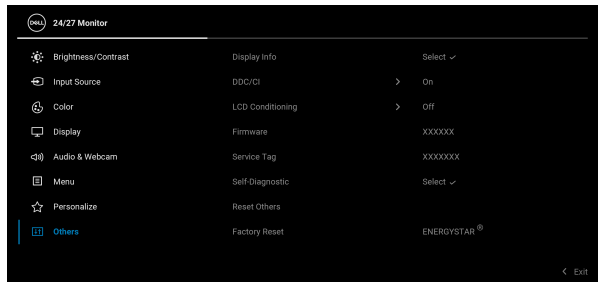 DELL 24/27 Monitor
Brightness/Contrast Display Info Select ✓
Input Source DDC/CI > On
Color LCD Conditioning > Off
Display Firmware XXXXXX
Audio & Webcam Service Tag XXXXXXX
Menu Self-Diagnostic Select ✓
Personalize Reset Others
Others Factory Reset ENERGYSTAR ®
< Exit